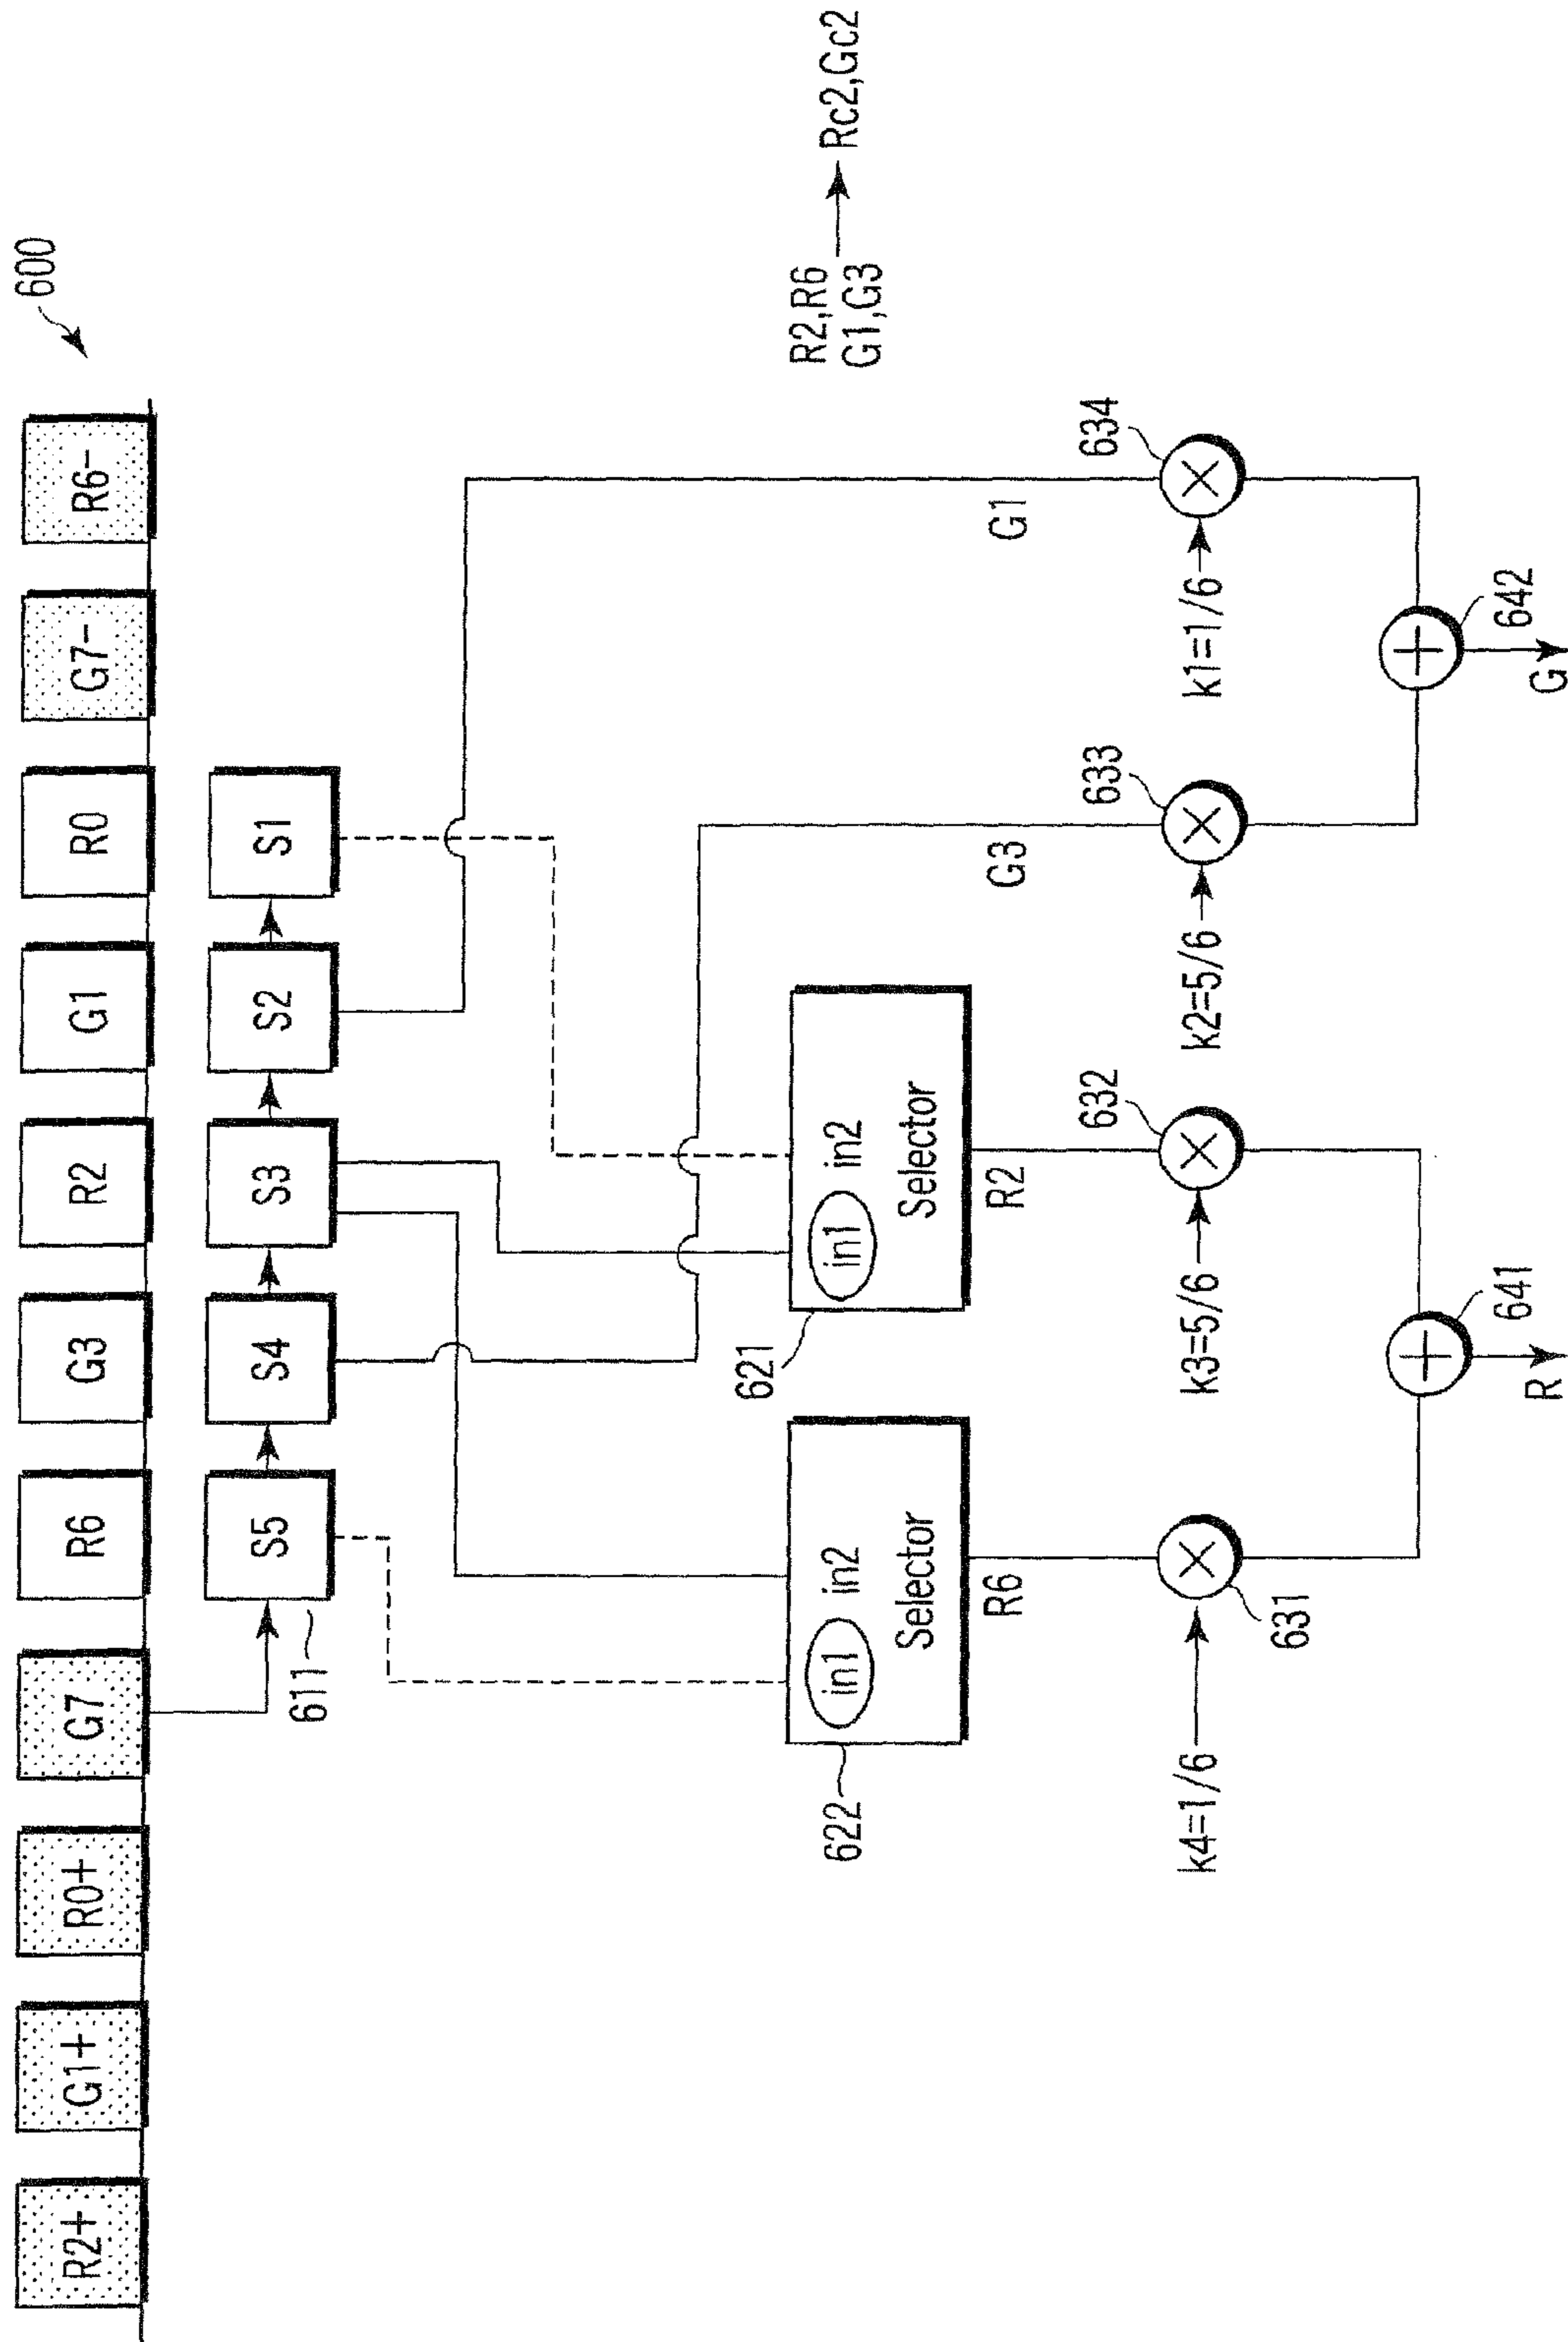 600
R2+ G1+ R0+ G7 R6 G3 R2 G1 R0 G7- R6-
S5 S4 S3 S2 S1
611
in1 in2
Selector
622
in1 in2
Selector
621
R6
R2
G3
G1
R2,R6
G1,G3
Rc2,Gc2
k4=1/6
631
k3=5/6
632
k2=5/6
633
k1=1/6
634
641
642
R
G